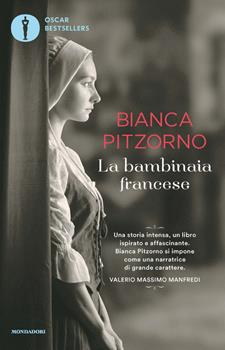 OSCAR
BESTSELLERS
BIANCA
PITZORNO
La bambinaia
francese
Una storia intensa, un libro
ispirato e affascinante.
Bianca Pitzorno si impone
come una narratrice
di grande carattere.
VALERIO MASSIMO MANFREDI
MONDADORI